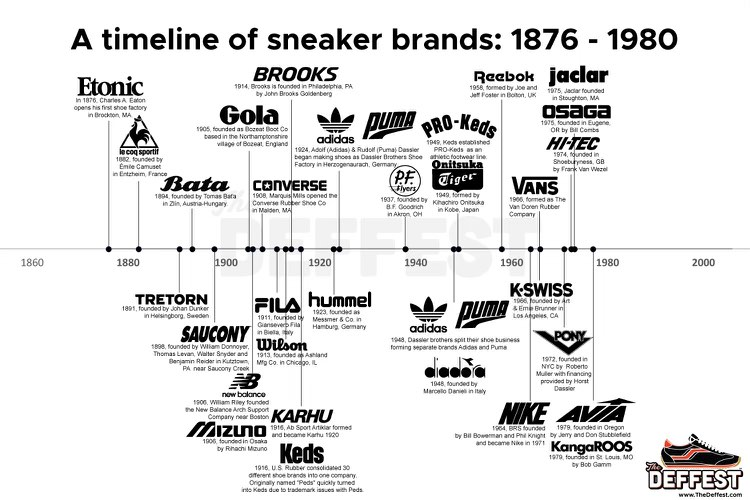 A timeline of sneaker brands: 1876 - 1980
Etonic
In 1876, Charles A. Eaton
opens his first shoe factory
in Brockton, MA
le coq sportif
1882, founded by
Émile Camuset
in Entzheim, France
Bata
1894, founded by Tomas Bata
in Zlin, Austria-Hungary.
Gola
1905, founded as Bozeat Boot Co
based in the Northamptonshire
village of Bozeat, England
BROOKS
1914, Brooks is founded in Philadelphia, PA
by John Brooks Goldenberg
CONVERSE
1908, Marquis Mills opened the
Converse Rubber Shoe Co
in Malden, MA
adidas
PUMA
1924, Adolf (Adidas) & Rudolf (Puma) Dassler
began making shoes as Dassler Brothers Shoe
Factory in Herzogenaurach, Germany.
P.F.
Flyers
1937, founded by
B.F. Goodrich
in Akron, OH
PRO-Keds
1949, Keds established
PRO-Keds as an
athletic footwear line.
Onitsuka
Tiger
1949, formed by
Kihachiro Onitsuka
in Kobe, Japan
Reebok
1958, formed by Joe and
Jeff Foster in Bolton, UK
VANS
1966, formed as The
Van Doren Rubber
Company
jaclar
1975, Jaclar founded
in Stoughton, MA
OSAGA
1975, founded in Eugene,
OR by Bill Combs
HI-TEC
1974, founded in
Shoeburyness, GB
by Frank Van Wezel
The
DEFFEST
1860
1880
1900
1920
1940
1960
1980
2000
TRETORN
1891, founded by Johan Dunker
in Helsingborg, Sweden
SAUCONY
1898, founded by William Donnoyer,
Thomas Levan, Walter Snyder and
Benjamin Reider in Kutztown,
PA. near Saucony Creek
new balance
1906, William Riley founded
the New Balance Arch Support
Company near Boston
Mizuno
1906, founded in Osaka
by Rihachi Mizuno
FILA
1911, founded by
Giansevero Fila
in Biella, Italy
Wilson
1913, founded as Ashland
Mfg Co. in Chicago, IL
hummel
1923, founded as
Messmer & Co. in
Hamburg, Germany
KARHU
1916, Ab Sport Artiklar formed
and became Karhu 1920
Keds
1916, U.S. Rubber consolidated 30
different shoe brands into one company.
Originally named "Peds" quickly turned
into Keds due to trademark issues with Peds.
adidas
PUMA
1948, Dassler brothers split their shoe business
forming separate brands Adidas and Puma
diadora
1948, founded by
Marcello Danieli in Italy
K·SWISS
1966, founded by Art
& Ernie Brunner in
Los Angeles, CA
PONY
1972, founded in
NYC by Roberto
Muller with financing
provided by Horst
Dassler
NIKE
1964, BRS founded
by Bill Bowerman and Phil Knight
and became Nike in 1971
AVIA
1979, founded in Oregon
by Jerry and Don Stubblefield
KangaROOS
1979, founded in St. Louis, MO
by Bob Gamm
The
DEFFEST
www.TheDeffest.com